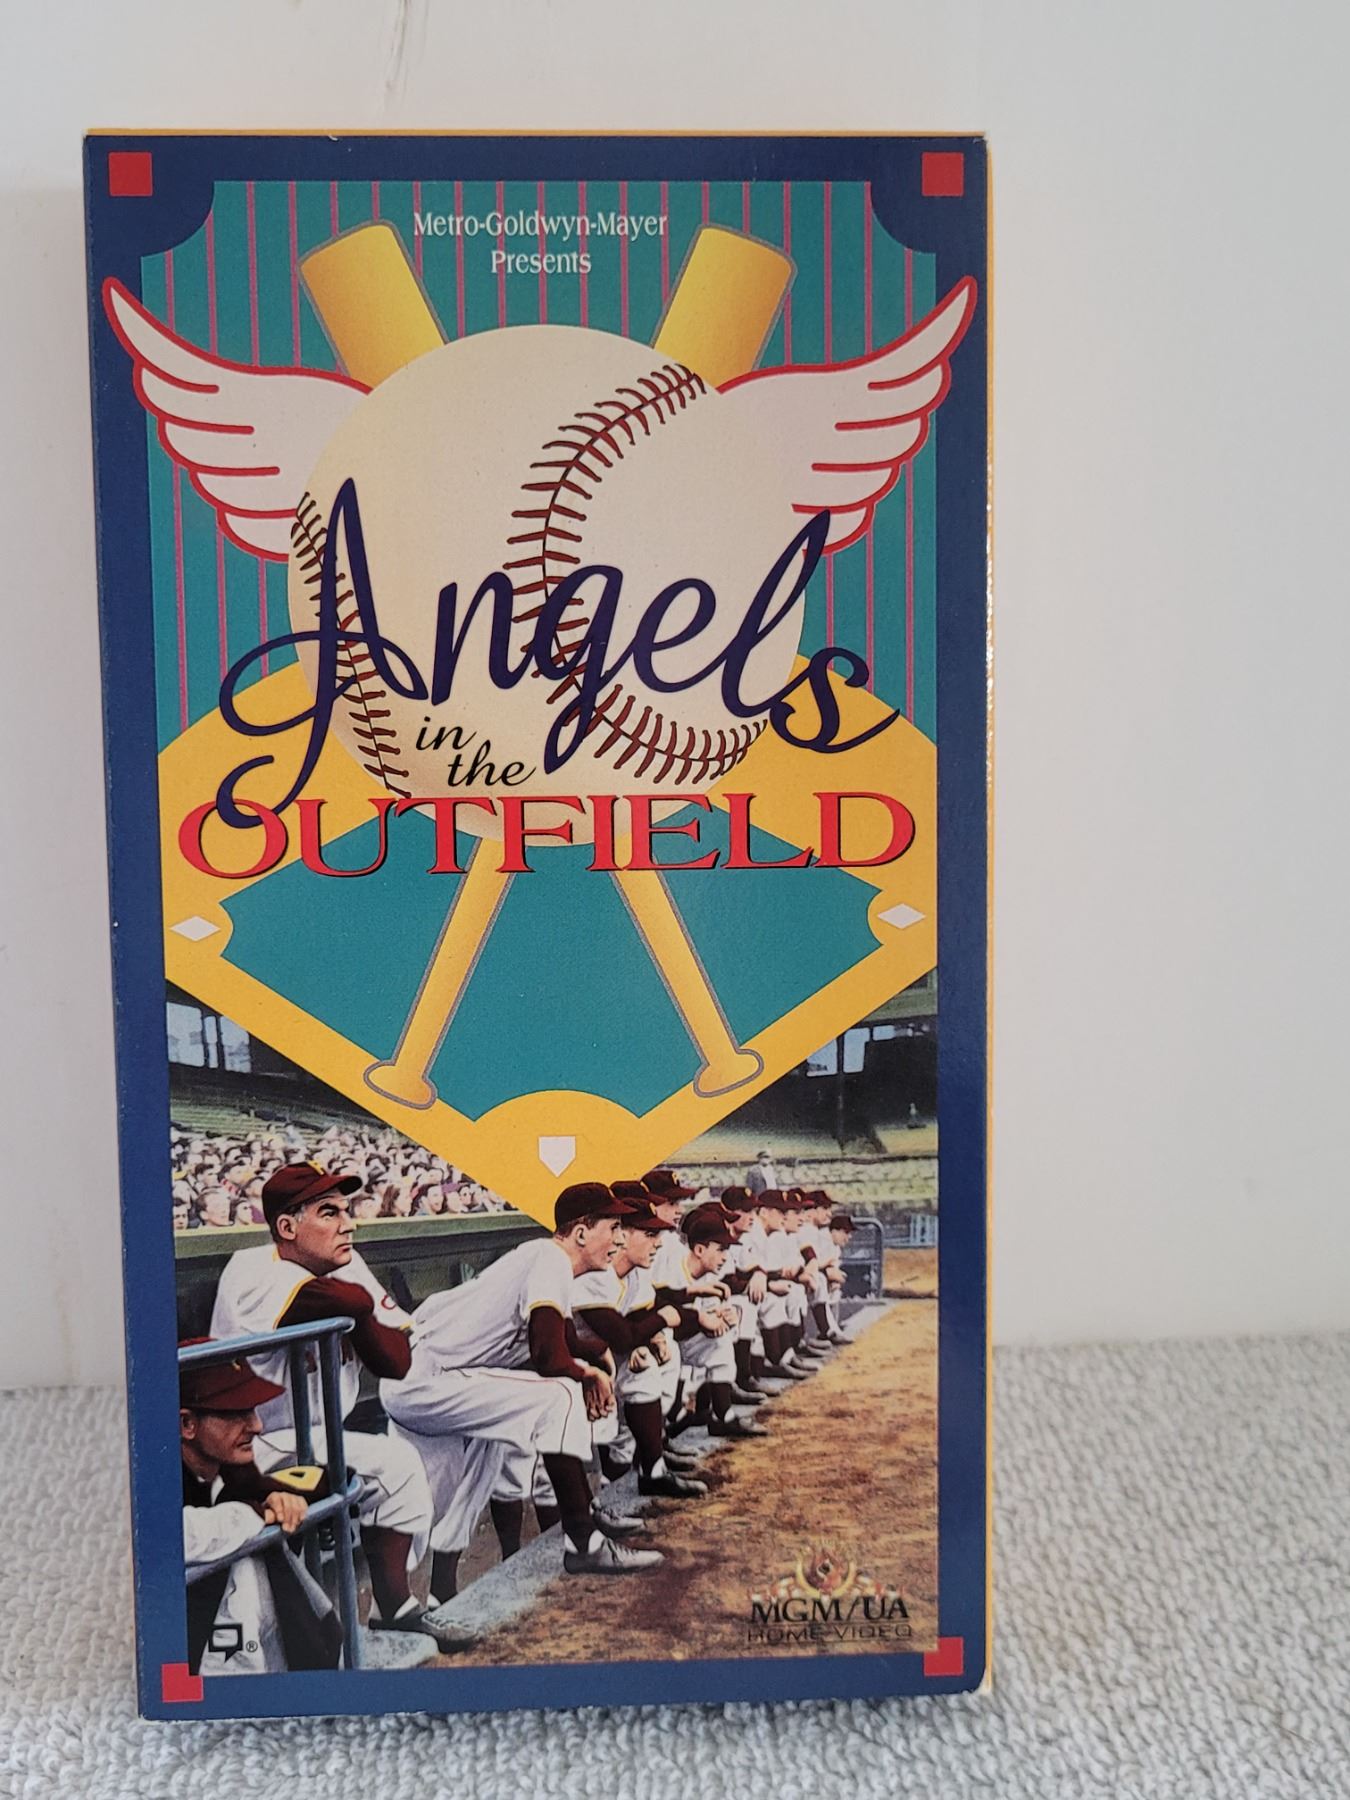 Metro-Goldwyn-Mayer
Presents
Angels
in the
OUTFIELD
MGM/UA
HOME VIDEO
®